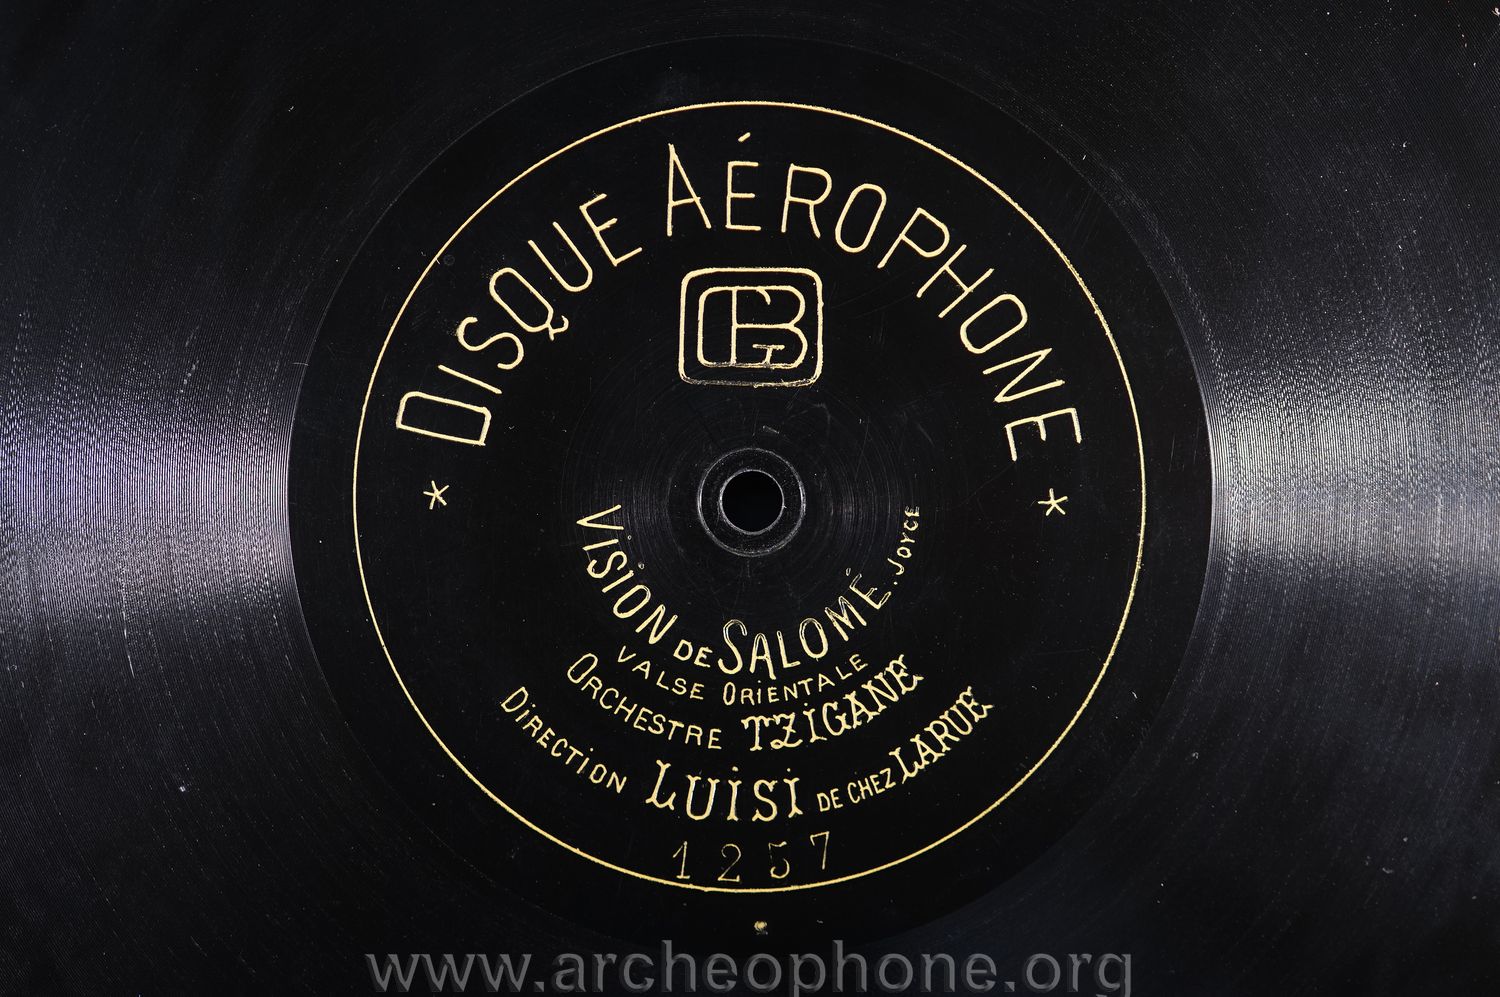 DISQUE AÉROPHONE
CB
VISION DE SALOMÉ. JOYCE
VALSE ORIENTALE
ORCHESTRE TZIGANE
DIRECTION LUISI DE CHEZ LARUE
1257
www.archeophone.org